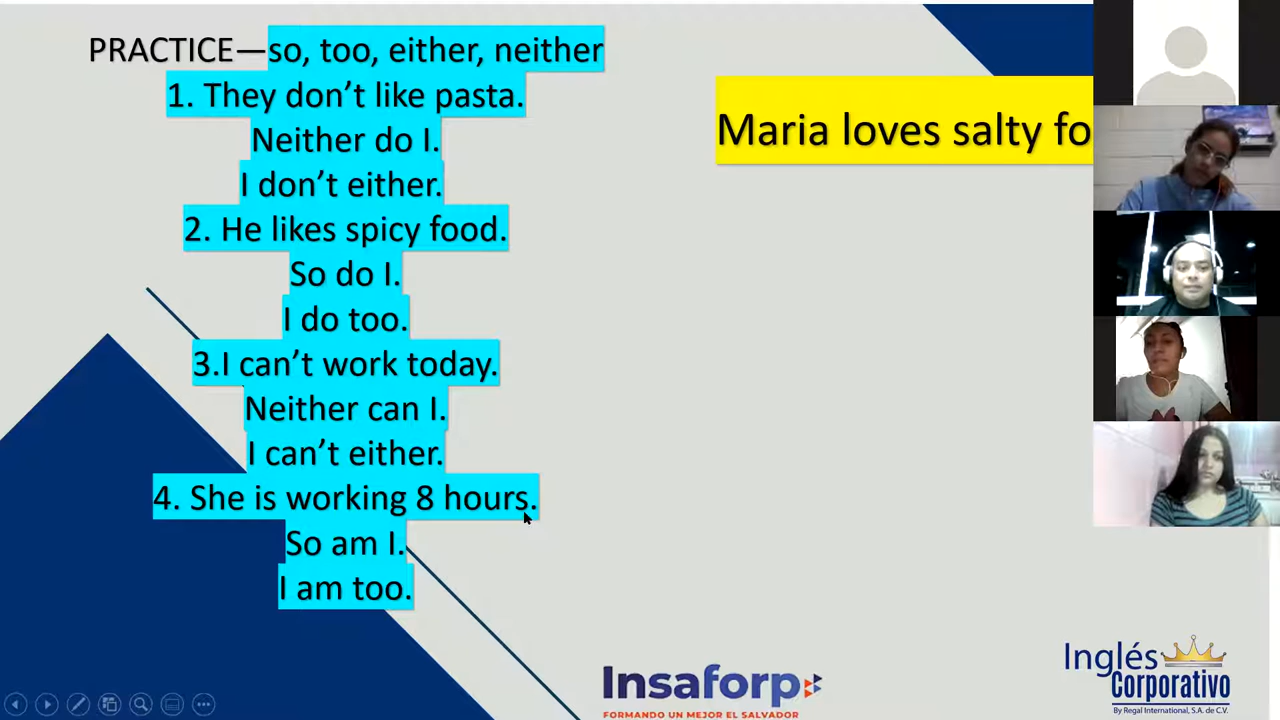 PRACTICE—so, too, either, neither
1. They don’t like pasta.
Neither do I.
I don’t either.
2. He likes spicy food.
So do I.
I do too.
3.I can’t work today.
Neither can I.
I can’t either.
4. She is working 8 hours.
So am I.
I am too.
Maria loves salty fo
Insaforp
FORMANDO UN MEJOR EL SALVADOR
Inglés
Corporativo
By Regal International, S.A. de C.V.